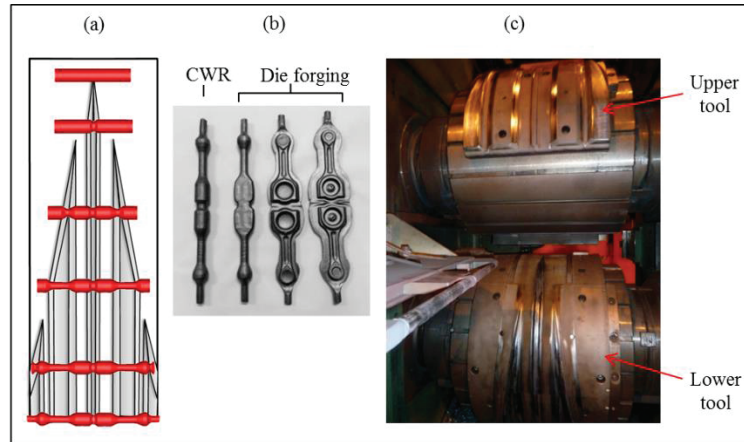 (a)
(b)
(c)
CWR
Die forging
Upper
tool
Lower
tool